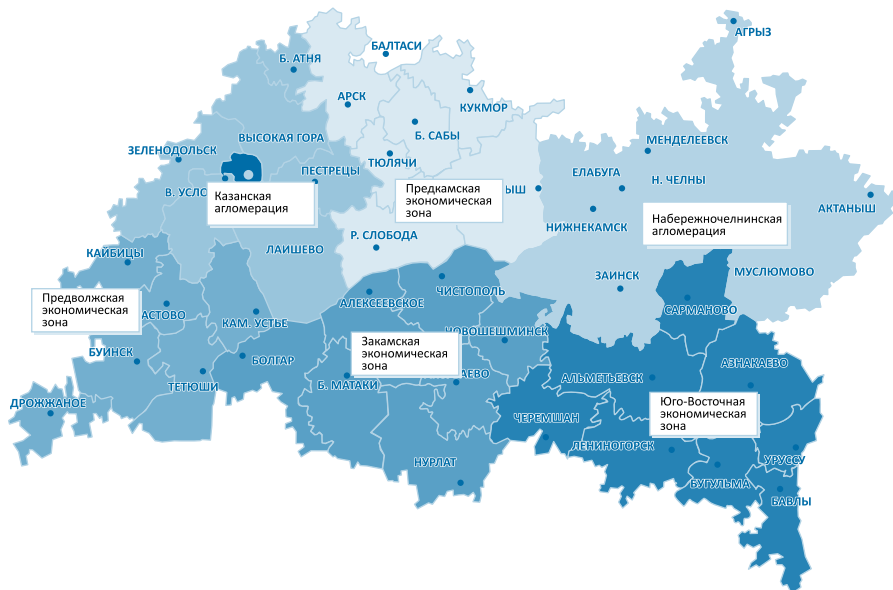 АГРЫЗ
БАЛТАСИ
Б. АТНЯ
АРСК
КУКМОР
Б. САБЫ
ВЫСОКАЯ ГОРА
МЕНДЕЛЕЕВСК
ЗЕЛЕНОДОЛЬСК
ТЮЛЯЧИ
ПЕСТРЕЦЫ
ЕЛАБУГА
Н. ЧЕЛНЫ
В. УСЛО
Казанская
агломерация
Предкамская
экономическая
зона
ЫШ
АКТАНЫШ
НИЖНЕКАМСК
Набережночелнинская
агломерация
Р. СЛОБОДА
ЛАИШЕВО
КАЙБИЦЫ
МУСЛЮМОВО
ЗАИНСК
ЧИСТОПОЛЬ
АЛЕКСЕЕВСКОЕ
САРМАНОВО
Предволжская
экономическая
зона
АСТОВО
КАМ. УСТЬЕ
НОВОШЕШМИНСК
Закамская
экономическая
зона
БУИНСК
БОЛГАР
АЗНАКАЕВО
ТЕТЮШИ
Б. МАТАКИ
АЕВО
АЛЬМЕТЬЕВСК
ДРОЖЖАНОЕ
Юго-Восточная
экономическая
зона
ЧЕРЕМШАН
ЛЕНИНОГОРСК
НУРЛАТ
УРУССУ
БУГУЛЬМА
БАВЛЫ